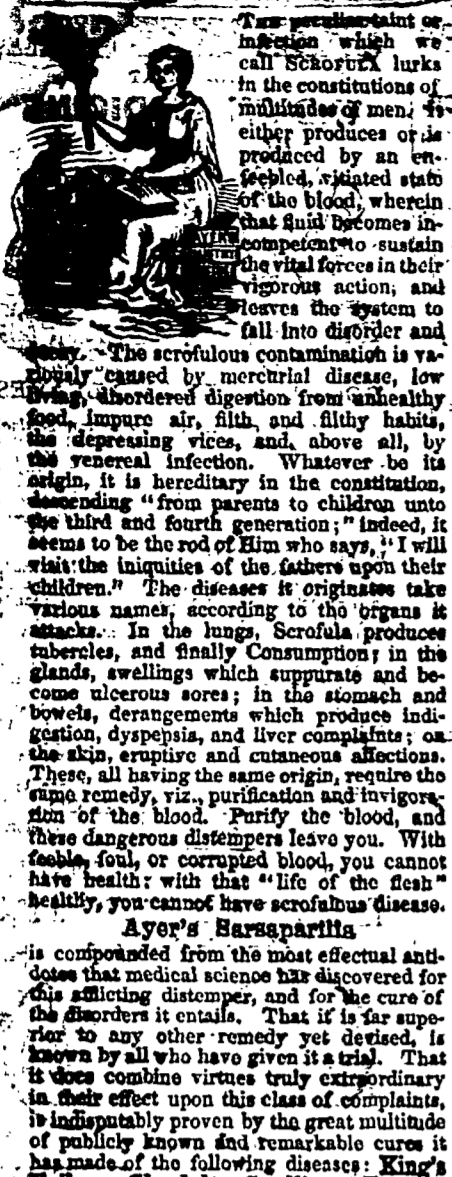 The peculiar taint or
infection which we
call SCROFULA lurks
in the constitutions of
multitudes of men. It
either produces or is
produced by an en-
feebled, vitiated state
of the blood, wherein
that fluid becomes in-
competent to sustain
the vital forces in their
vigorous action, and
leaves the system to
fall into disorder and
decay. The scrofulous contamination is va-
riously caused by mercurial disease, low
living, disordered digestion from unhealthy
food, impure air, filth and filthy habits,
the depressing vices, and, above all, by
the venereal infection. Whatever be its
origin, it is hereditary in the constitution,
descending "from parents to children unto
the third and fourth generation;" indeed, it
seems to be the rod of Him who says, "I will
visit the iniquities of the fathers upon their
children." The diseases it originates take
various names, according to the organs it
attacks. In the lungs, Scrofula produces
tubercles, and finally Consumption; in the
glands, swellings which suppurate and be-
come ulcerous sores; in the stomach and
bowels, derangements which produce indi-
gestion, dyspepsia, and liver complaints; on
the skin, eruptive and cutaneous affections.
These, all having the same origin, require the
same remedy, viz., purification and invigora-
tion of the blood. Purify the blood, and
these dangerous distempers leave you. With
feeble, foul, or corrupted blood, you cannot
have health; with that "life of the flesh"
healthy, you cannot have scrofulous disease.
Ayer's Sarsaparilla
is compounded from the most effectual anti-
dotes that medical science has discovered for
this afflicting distemper, and for the cure of
the disorders it entails. That it is far supe-
rior to any other remedy yet devised, is
known by all who have given it a trial. That
it does combine virtues truly extraordinary
in their effect upon this class of complaints,
is indisputably proven by the great multitude
of publicly known and remarkable cures it
has made of the following diseases: King's